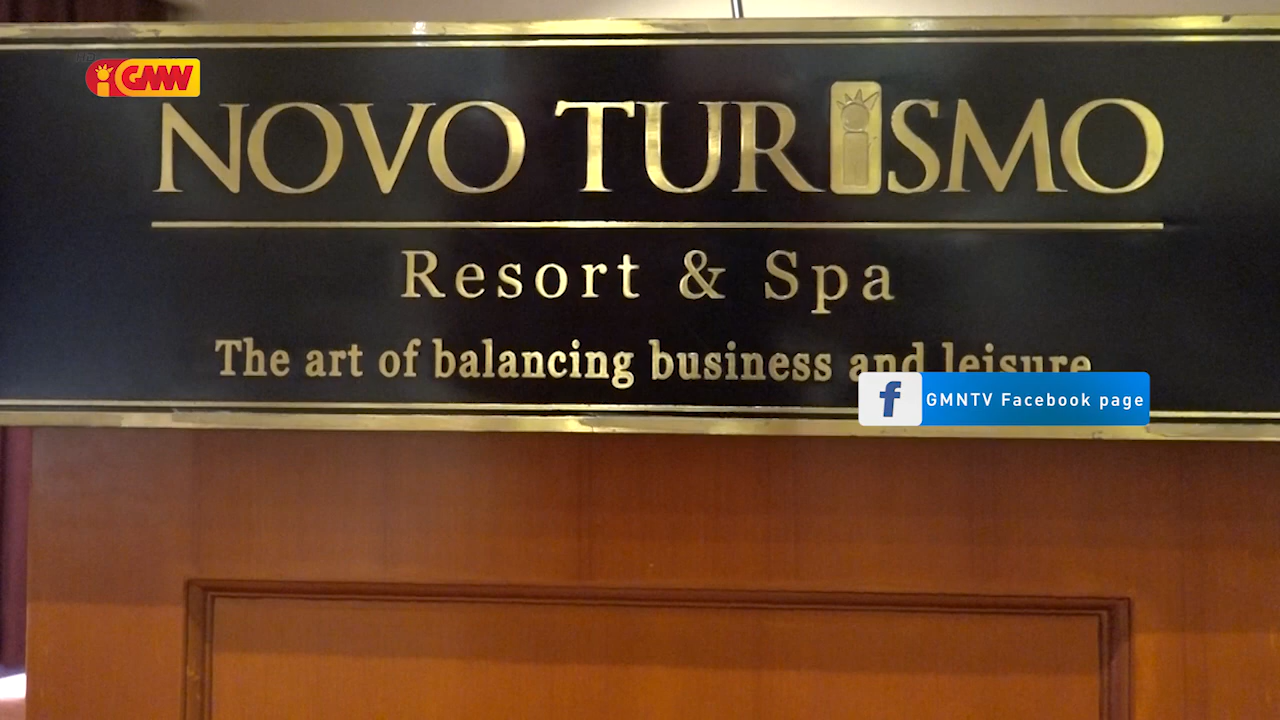 GMN
NOVO TURISMO
Resort & Spa
The art of balancing business and leisure
f GMNTV Facebook page